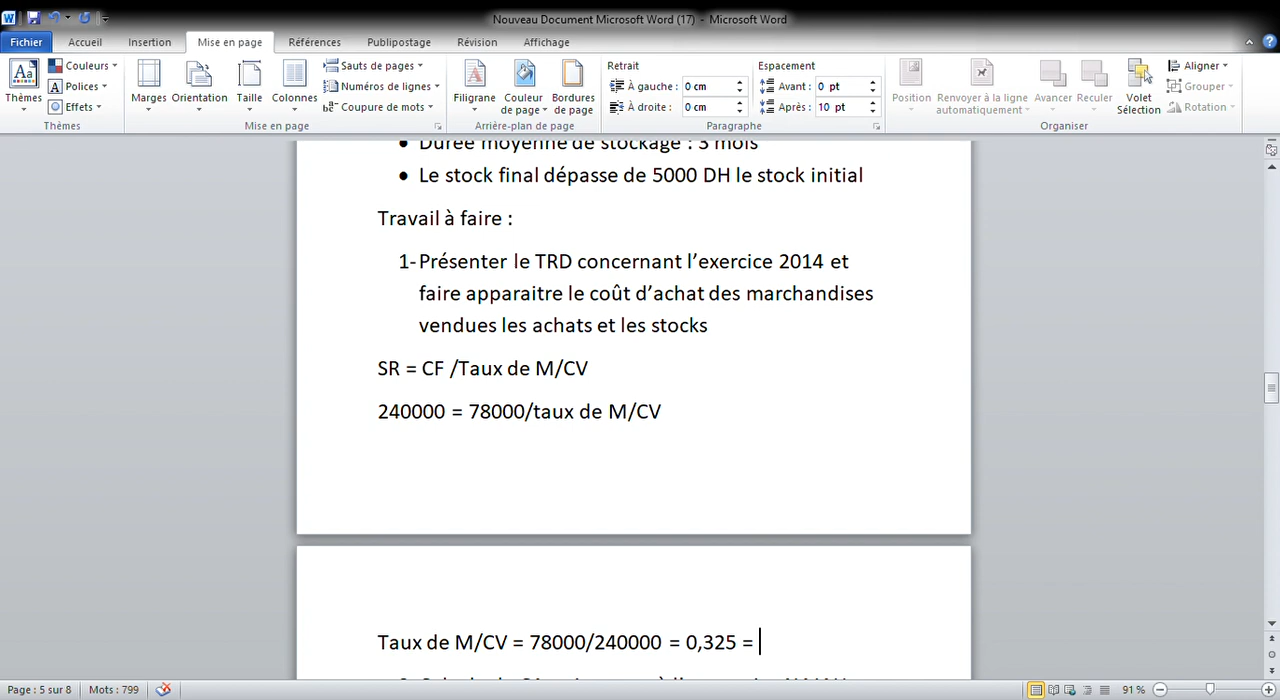 Nouveau Document Microsoft Word (17) - Microsoft Word
Fichier Accueil Insertion Mise en page Références Publipostage Révision Affichage
Thèmes
Couleurs
Polices
Effets
Thèmes
Marges Orientation Taille Colonnes
Sauts de pages
Numéros de lignes
Coupure de mots
Mise en page
Filigrane Couleur de page Bordures de page
Arrière-plan de page
Retrait
À gauche : 0 cm
À droite : 0 cm
Espacement
Avant : 0 pt
Après : 10 pt
Paragraphe
Position Renvoyer à la ligne automatiquement Avancer Reculer Volet Sélection
Aligner
Grouper
Rotation
Organiser
• Durée moyenne de stockage : 3 mois
• Le stock final dépasse de 5000 DH le stock initial
Travail à faire :
1- Présenter le TRD concernant l’exercice 2014 et
faire apparaitre le coût d’achat des marchandises
vendues les achats et les stocks
SR = CF /Taux de M/CV
240000 = 78000/taux de M/CV
Taux de M/CV = 78000/240000 = 0,325 =
Page : 5 sur 8 Mots : 799 91 %